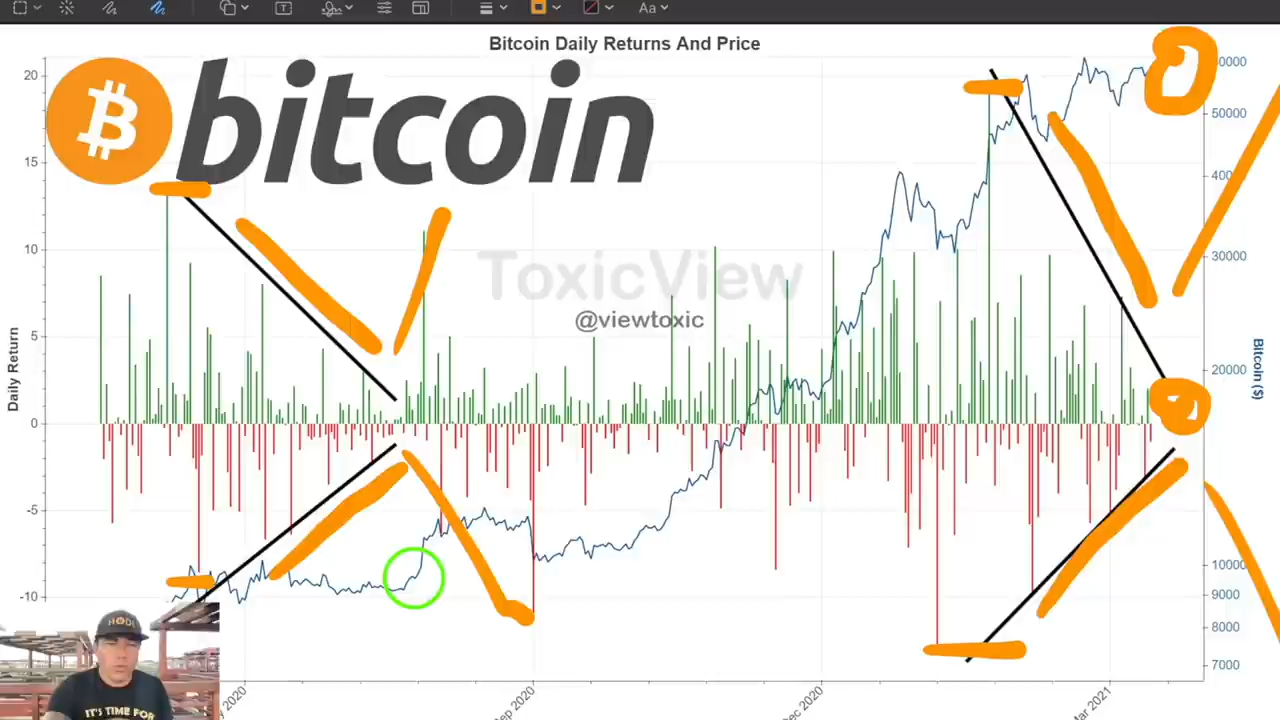 Aa
Bitcoin Daily Returns And Price
bitcoin
ToxicView
@viewtoxic
Daily Return
20
15
10
5
0
-5
-10
Bitcoin ($)
50000
30000
20000
10000
9000
8000
7000
2020
Sep 2020
Dec 2020
Mar 2021
HODL
IT'S TIME FOR